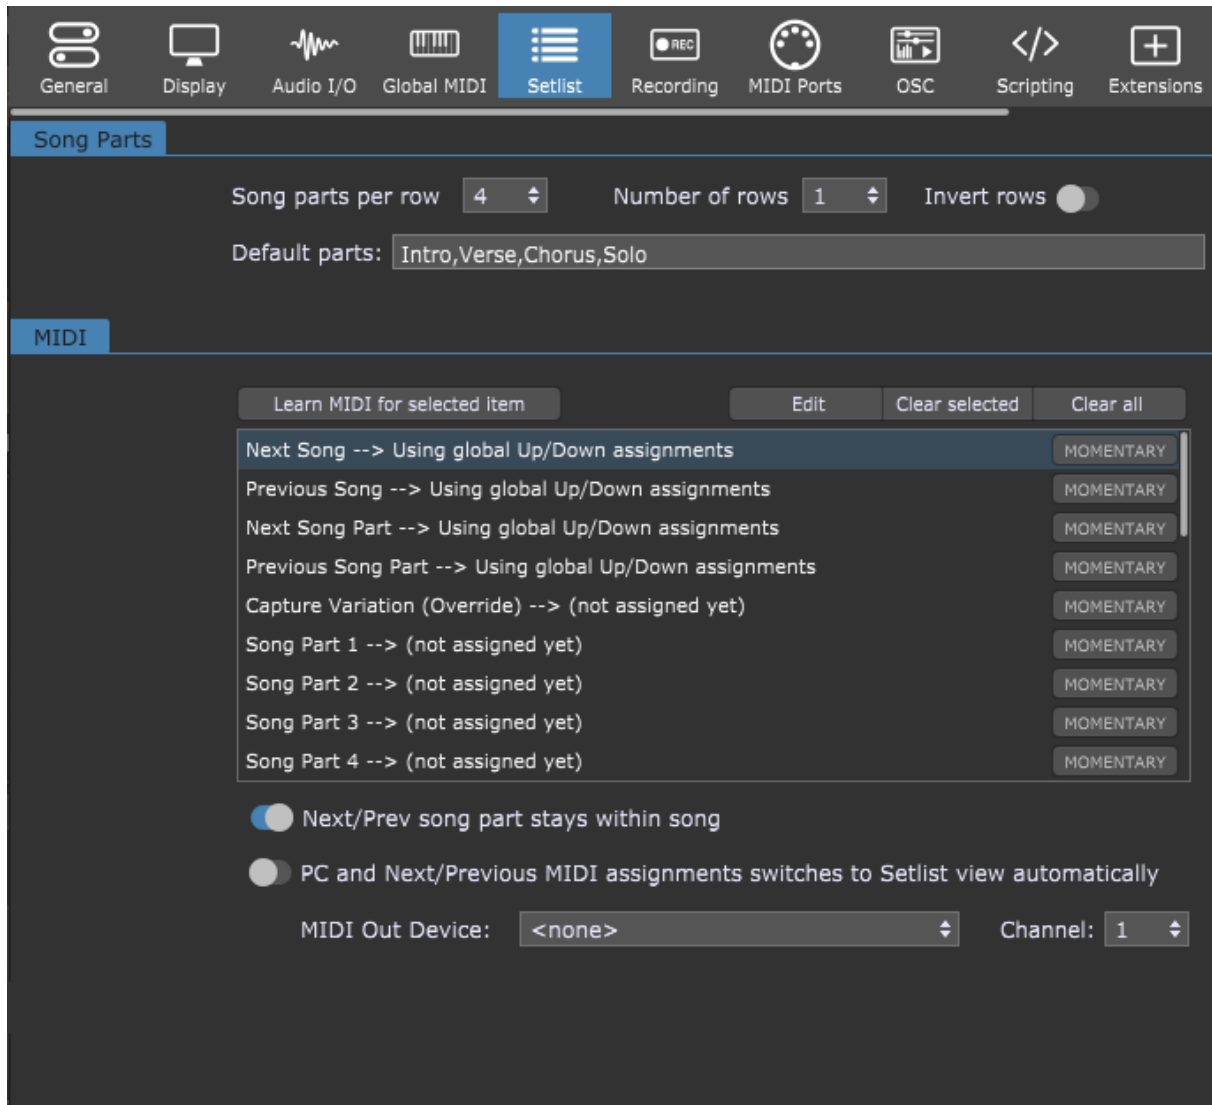 REC
General Display Audio I/O Global MIDI Setlist Recording MIDI Ports OSC Scripting Extensions
Song Parts
Song parts per row 4 Number of rows 1 Invert rows
Default parts: Intro,Verse,Chorus,Solo
MIDI
Learn MIDI for selected item Edit Clear selected Clear all
Next Song --> Using global Up/Down assignments MOMENTARY
Previous Song --> Using global Up/Down assignments MOMENTARY
Next Song Part --> Using global Up/Down assignments MOMENTARY
Previous Song Part --> Using global Up/Down assignments MOMENTARY
Capture Variation (Override) --> (not assigned yet) MOMENTARY
Song Part 1 --> (not assigned yet) MOMENTARY
Song Part 2 --> (not assigned yet) MOMENTARY
Song Part 3 --> (not assigned yet) MOMENTARY
Song Part 4 --> (not assigned yet) MOMENTARY
Next/Prev song part stays within song
PC and Next/Previous MIDI assignments switches to Setlist view automatically
MIDI Out Device: <none> Channel: 1